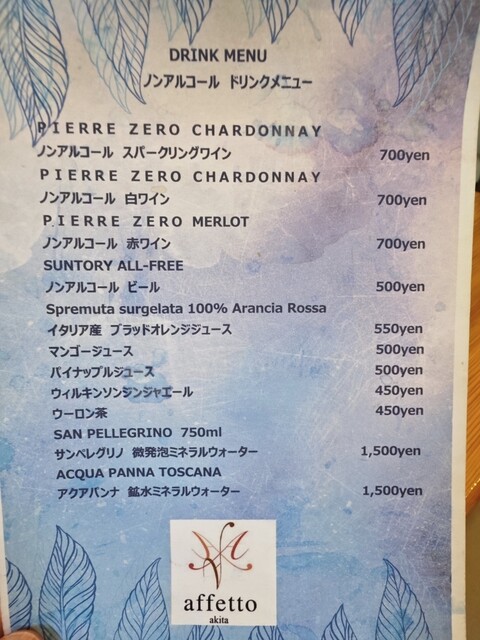 DRINK MENU
ノンアルコール ドリンクメニュー
PIERRE ZERO CHARDONNAY
ノンアルコール スパークリングワイン 700yen
PIERRE ZERO CHARDONNAY
ノンアルコール 白ワイン 700yen
PIERRE ZERO MERLOT
ノンアルコール 赤ワイン 700yen
SUNTORY ALL-FREE
ノンアルコール ビール 500yen
Spremuta surgelata 100% Arancia Rossa
イタリア産 ブラッドオレンジジュース 550yen
マンゴージュース 500yen
パイナップルジュース 500yen
ウィルキンソンジンジャエール 450yen
ウーロン茶 450yen
SAN PELLEGRINO 750ml
サンペレグリノ 微発泡ミネラルウォーター 1,500yen
ACQUA PANNA TOSCANA
アクアパンナ 鉱水ミネラルウォーター 1,500yen
affetto
akita